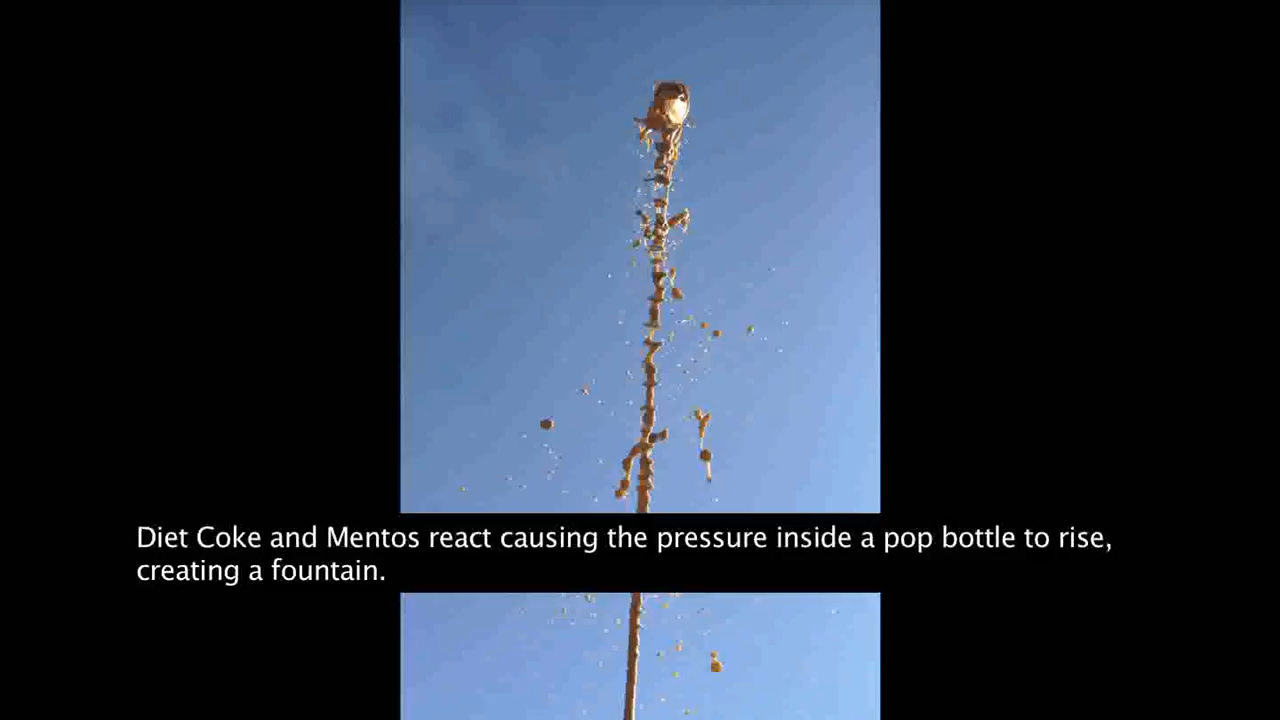 Diet Coke and Mentos react causing the pressure inside a pop bottle to rise,
creating a fountain.